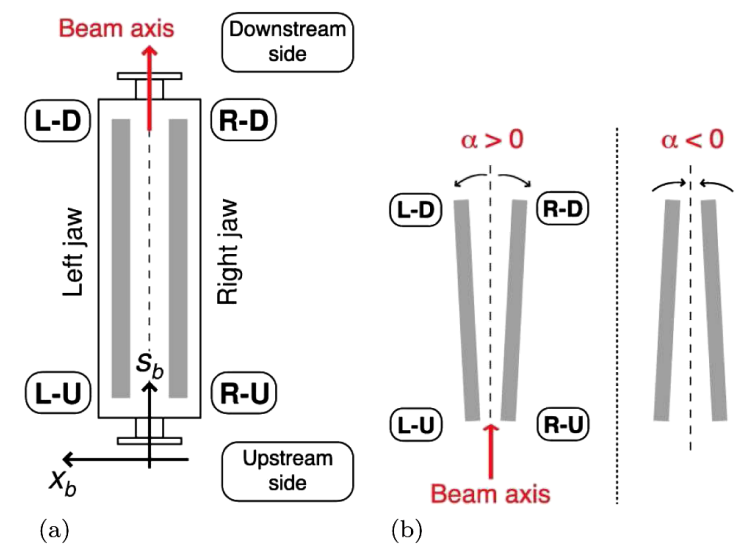 Beam axis
Downstream
side
L-D
R-D
Left jaw
Right jaw
s_b
L-U
R-U
x_b
Upstream
side
(a)
α > 0
α < 0
L-D
R-D
L-U
R-U
Beam axis
(b)